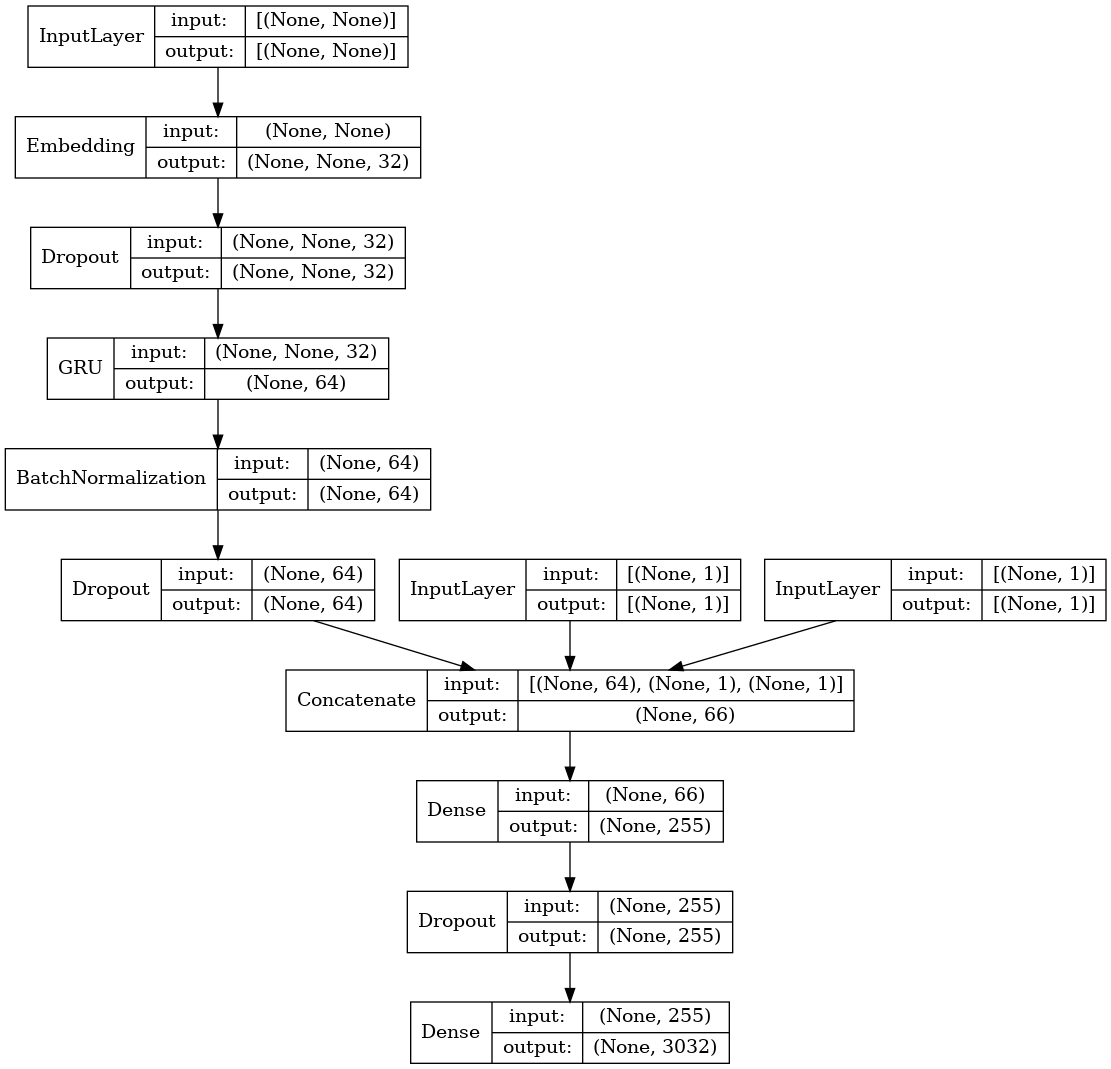 InputLayer
input: [(None, None)]
output: [(None, None)]
Embedding
input: (None, None)
output: (None, None, 32)
Dropout
input: (None, None, 32)
output: (None, None, 32)
GRU
input: (None, None, 32)
output: (None, 64)
BatchNormalization
input: (None, 64)
output: (None, 64)
Dropout
input: (None, 64)
output: (None, 64)
InputLayer
input: [(None, 1)]
output: [(None, 1)]
InputLayer
input: [(None, 1)]
output: [(None, 1)]
Concatenate
input: [(None, 64), (None, 1), (None, 1)]
output: (None, 66)
Dense
input: (None, 66)
output: (None, 255)
Dropout
input: (None, 255)
output: (None, 255)
Dense
input: (None, 255)
output: (None, 3032)